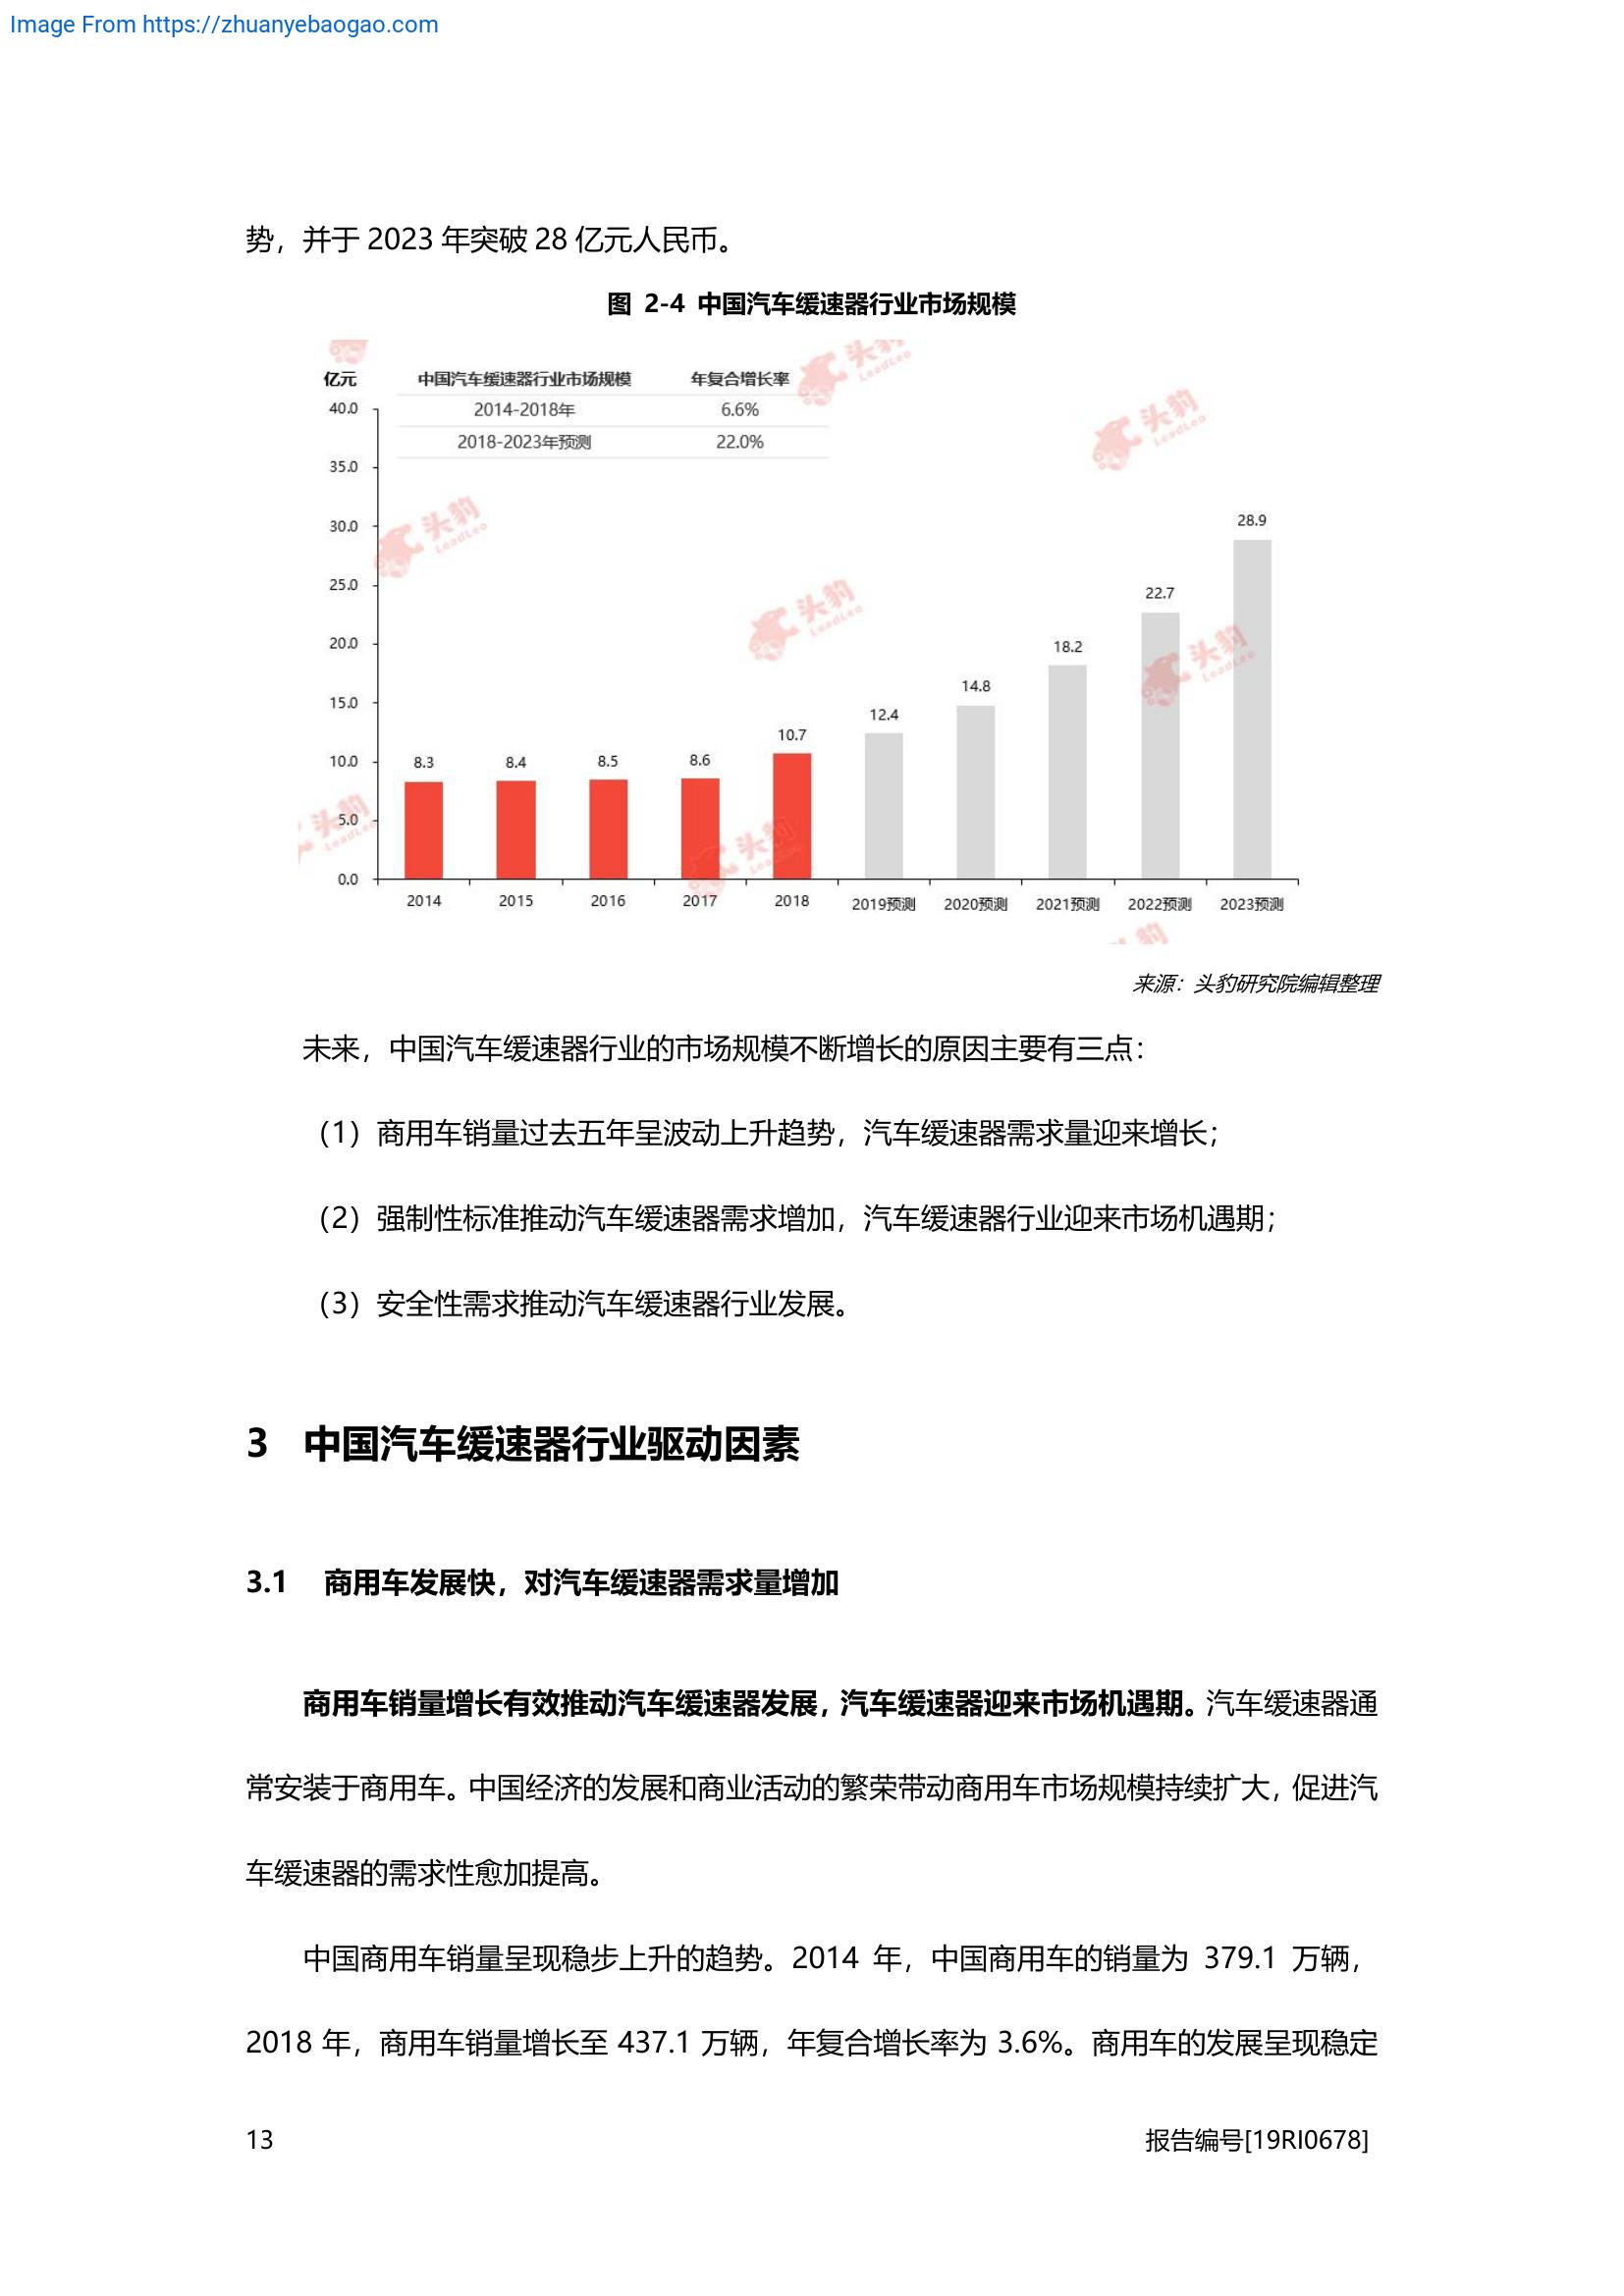 Image From https://zhuanyebaogao.com
势，并于 2023 年突破 28 亿元人民币。
图 2-4 中国汽车缓速器行业市场规模
亿元
中国汽车缓速器行业市场规模 年复合增长率
2014-2018年 6.6%
2018-2023年预测 22.0%
40.0
35.0
30.0
25.0
20.0
15.0
10.0
5.0
0.0
8.3 8.4 8.5 8.6 10.7 12.4 14.8 18.2 22.7 28.9
2014 2015 2016 2017 2018 2019预测 2020预测 2021预测 2022预测 2023预测
头豹 LeadLeo
头豹 LeadLeo
头豹 LeadLeo
头豹 LeadLeo
头豹 LeadLeo
头豹 LeadLeo
头豹 LeadLeo
头豹
来源：头豹研究院编辑整理
未来，中国汽车缓速器行业的市场规模不断增长的原因主要有三点：
（1）商用车销量过去五年呈波动上升趋势，汽车缓速器需求量迎来增长；
（2）强制性标准推动汽车缓速器需求增加，汽车缓速器行业迎来市场机遇期；
（3）安全性需求推动汽车缓速器行业发展。
3 中国汽车缓速器行业驱动因素
3.1 商用车发展快，对汽车缓速器需求量增加
商用车销量增长有效推动汽车缓速器发展，汽车缓速器迎来市场机遇期。汽车缓速器通
常安装于商用车。中国经济的发展和商业活动的繁荣带动商用车市场规模持续扩大，促进汽
车缓速器的需求性愈加提高。
中国商用车销量呈现稳步上升的趋势。2014 年，中国商用车的销量为 379.1 万辆，
2018 年，商用车销量增长至 437.1 万辆，年复合增长率为 3.6%。商用车的发展呈现稳定
13 报告编号[19RI0678]